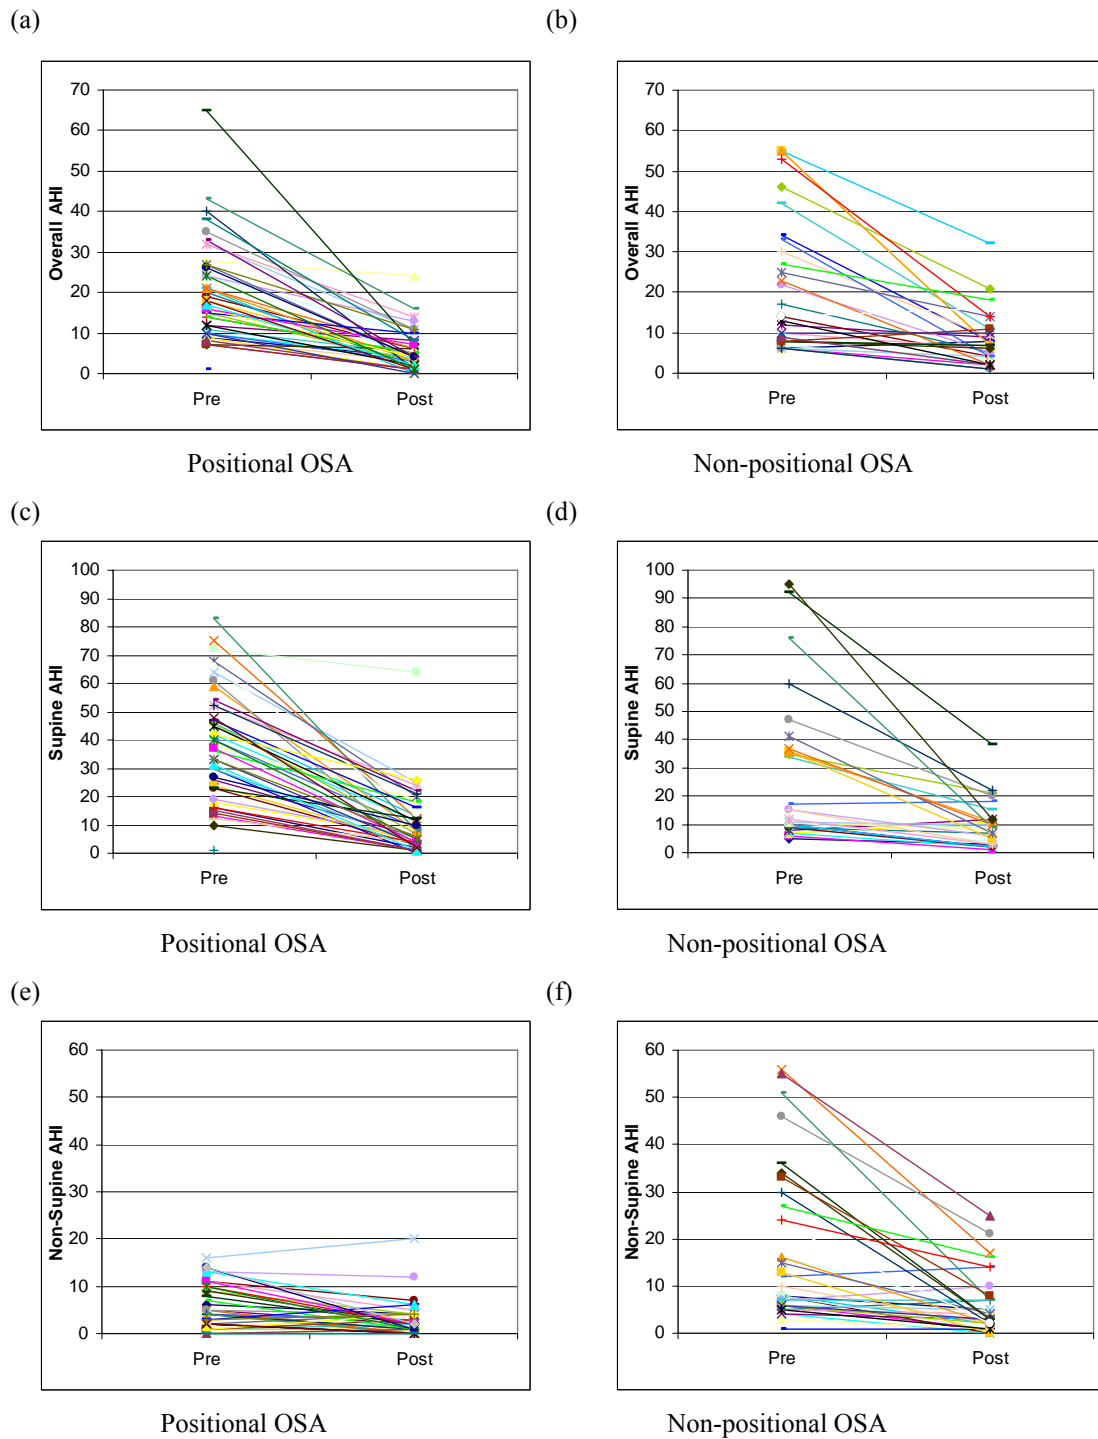 (a)
(b)
70
60
50
40
30
20
10
0
Overall AHI
Pre
Post
70
60
50
40
30
20
10
0
Overall AHI
Pre
Post
Positional OSA
Non-positional OSA
(c)
(d)
100
90
80
70
60
50
40
30
20
10
0
Supine AHI
Pre
Post
100
90
80
70
60
50
40
30
20
10
0
Supine AHI
Pre
Post
Positional OSA
Non-positional OSA
(e)
(f)
60
50
40
30
20
10
0
Non-Supine AHI
Pre
Post
60
50
40
30
20
10
0
Non-Supine AHI
Pre
Post
Positional OSA
Non-positional OSA